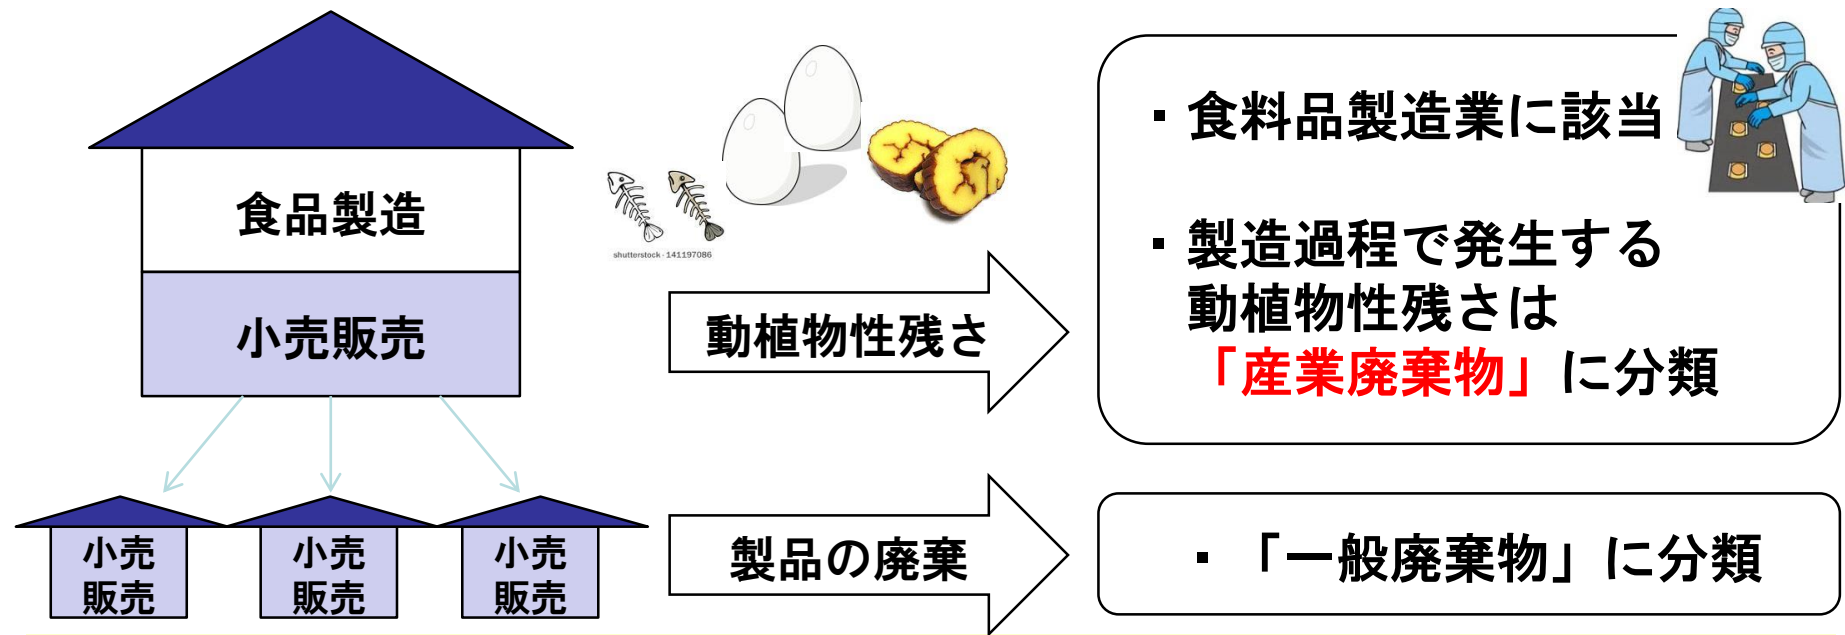 食品製造
小売販売
小売
販売
小売
販売
小売
販売
shutterstock · 141197086
動植物性残さ
製品の廃棄
・食料品製造業に該当
・製造過程で発生する
動植物性残さは
「産業廃棄物」に分類
・「一般廃棄物」に分類